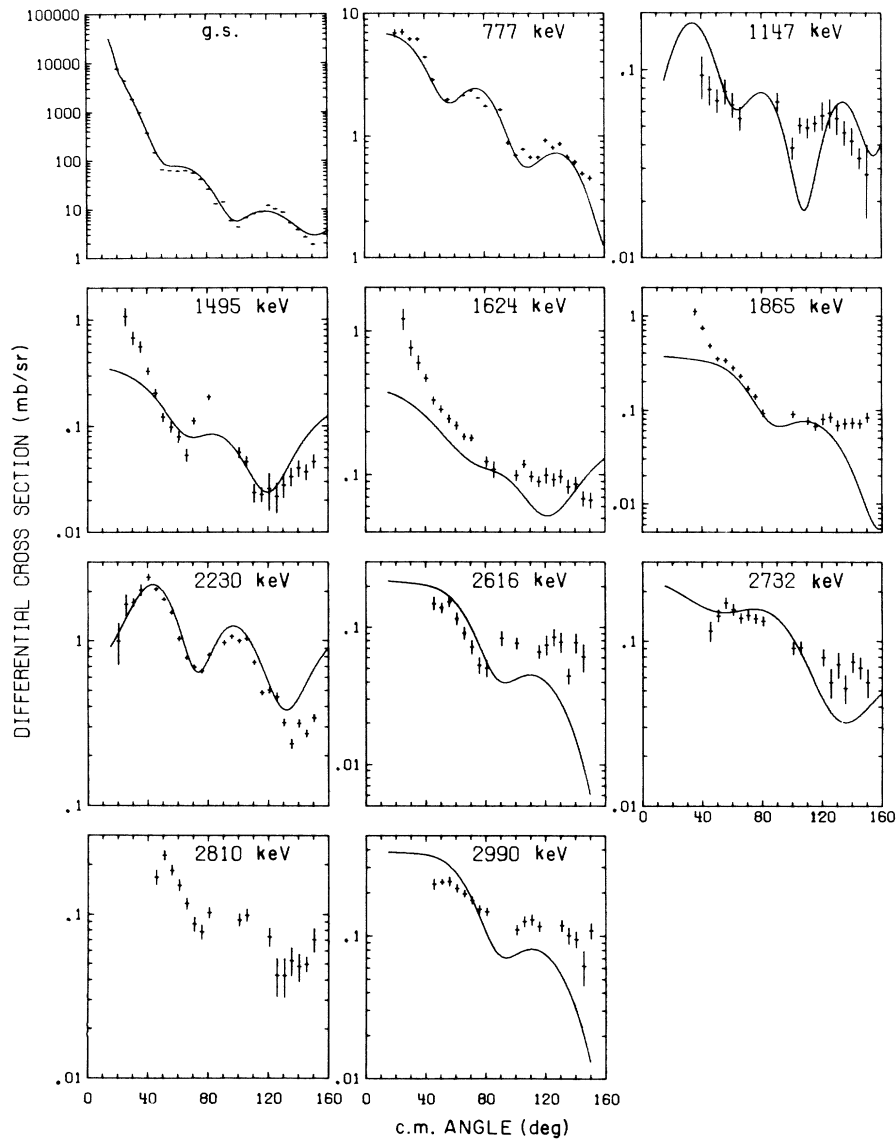 g.s.
100000
10000
1000
100
10
1
777 keV
10
1
.1
1147 keV
.1
.01
1495 keV
1
.1
.01
1624 keV
1
.1
.01
1865 keV
1
.1
.01
2230 keV
1
.1
2616 keV
.1
.01
2732 keV
.1
.01
0 40 80 120 160
2810 keV
.1
.01
0 40 80 120 160
2990 keV
.1
.01
0 40 80 120 160
DIFFERENTIAL CROSS SECTION (mb/sr)
c.m. ANGLE (deg)